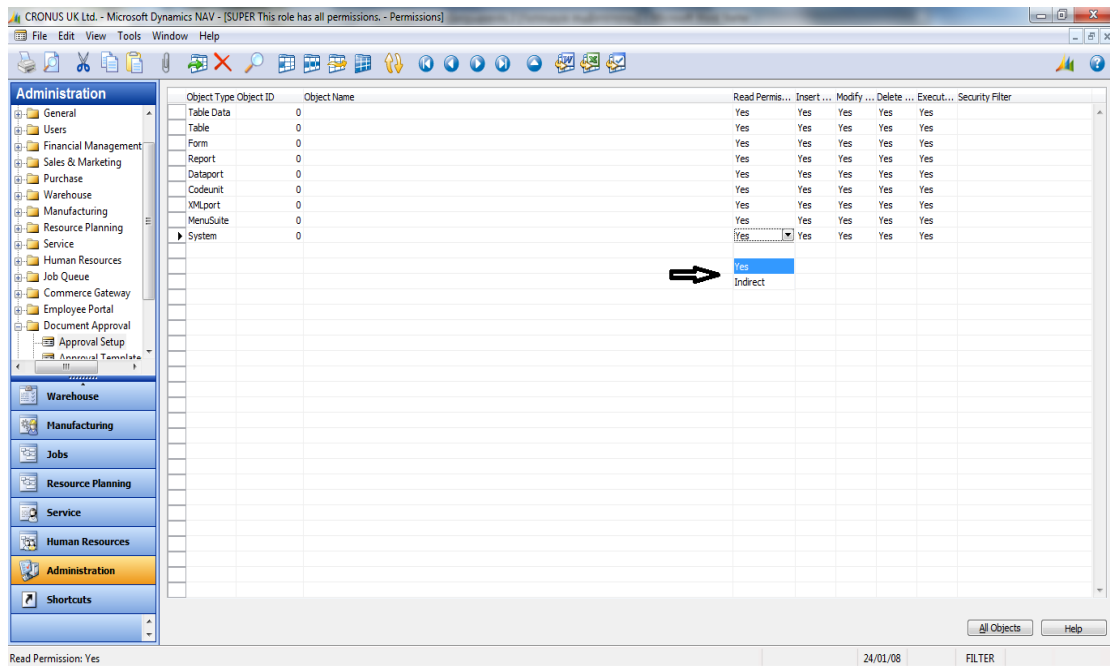 CRONUS UK Ltd. - Microsoft Dynamics NAV - [SUPER This role has all permissions. - Permissions]
File Edit View Tools Window Help
Administration
General
Users
Financial Management
Sales & Marketing
Purchase
Warehouse
Manufacturing
Resource Planning
Service
Human Resources
Job Queue
Commerce Gateway
Employee Portal
Document Approval
Approval Setup
Approval Template
Warehouse
Manufacturing
Jobs
Resource Planning
Service
Human Resources
Administration
Shortcuts
Object Type Object ID Object Name Read Permis... Insert ... Modify ... Delete ... Execut... Security Filter
Table Data 0 Yes Yes Yes Yes Yes
Table 0 Yes Yes Yes Yes Yes
Form 0 Yes Yes Yes Yes Yes
Report 0 Yes Yes Yes Yes Yes
Dataport 0 Yes Yes Yes Yes Yes
Codeunit 0 Yes Yes Yes Yes Yes
XMLport 0 Yes Yes Yes Yes Yes
MenuSuite 0 Yes Yes Yes Yes Yes
System 0 Yes Yes Yes Yes Yes
Yes
Indirect
All Objects Help
Read Permission: Yes 24/01/08 FILTER